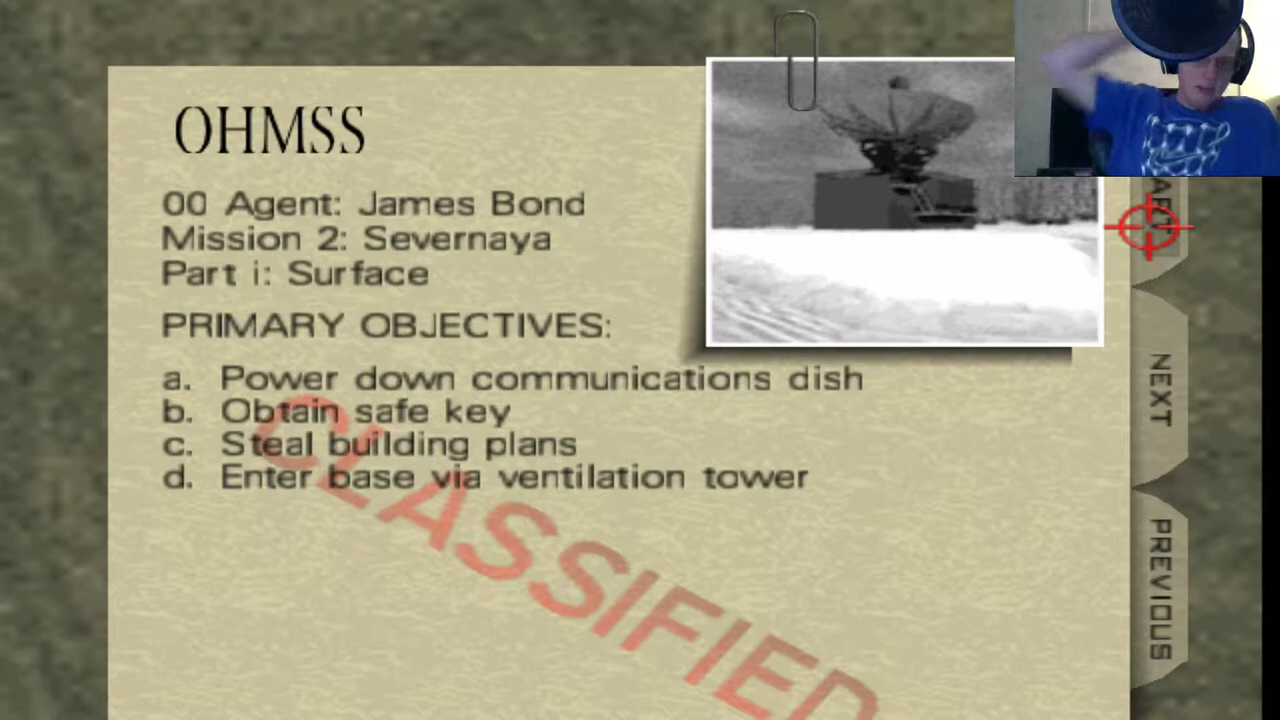 OHMSS
00 Agent: James Bond
Mission 2: Severnaya
Part i: Surface
PRIMARY OBJECTIVES:
a. Power down communications dish
b. Obtain safe key
c. Steal building plans
d. Enter base via ventilation tower
CLASSIFIED
NEXT
PREVIOUS